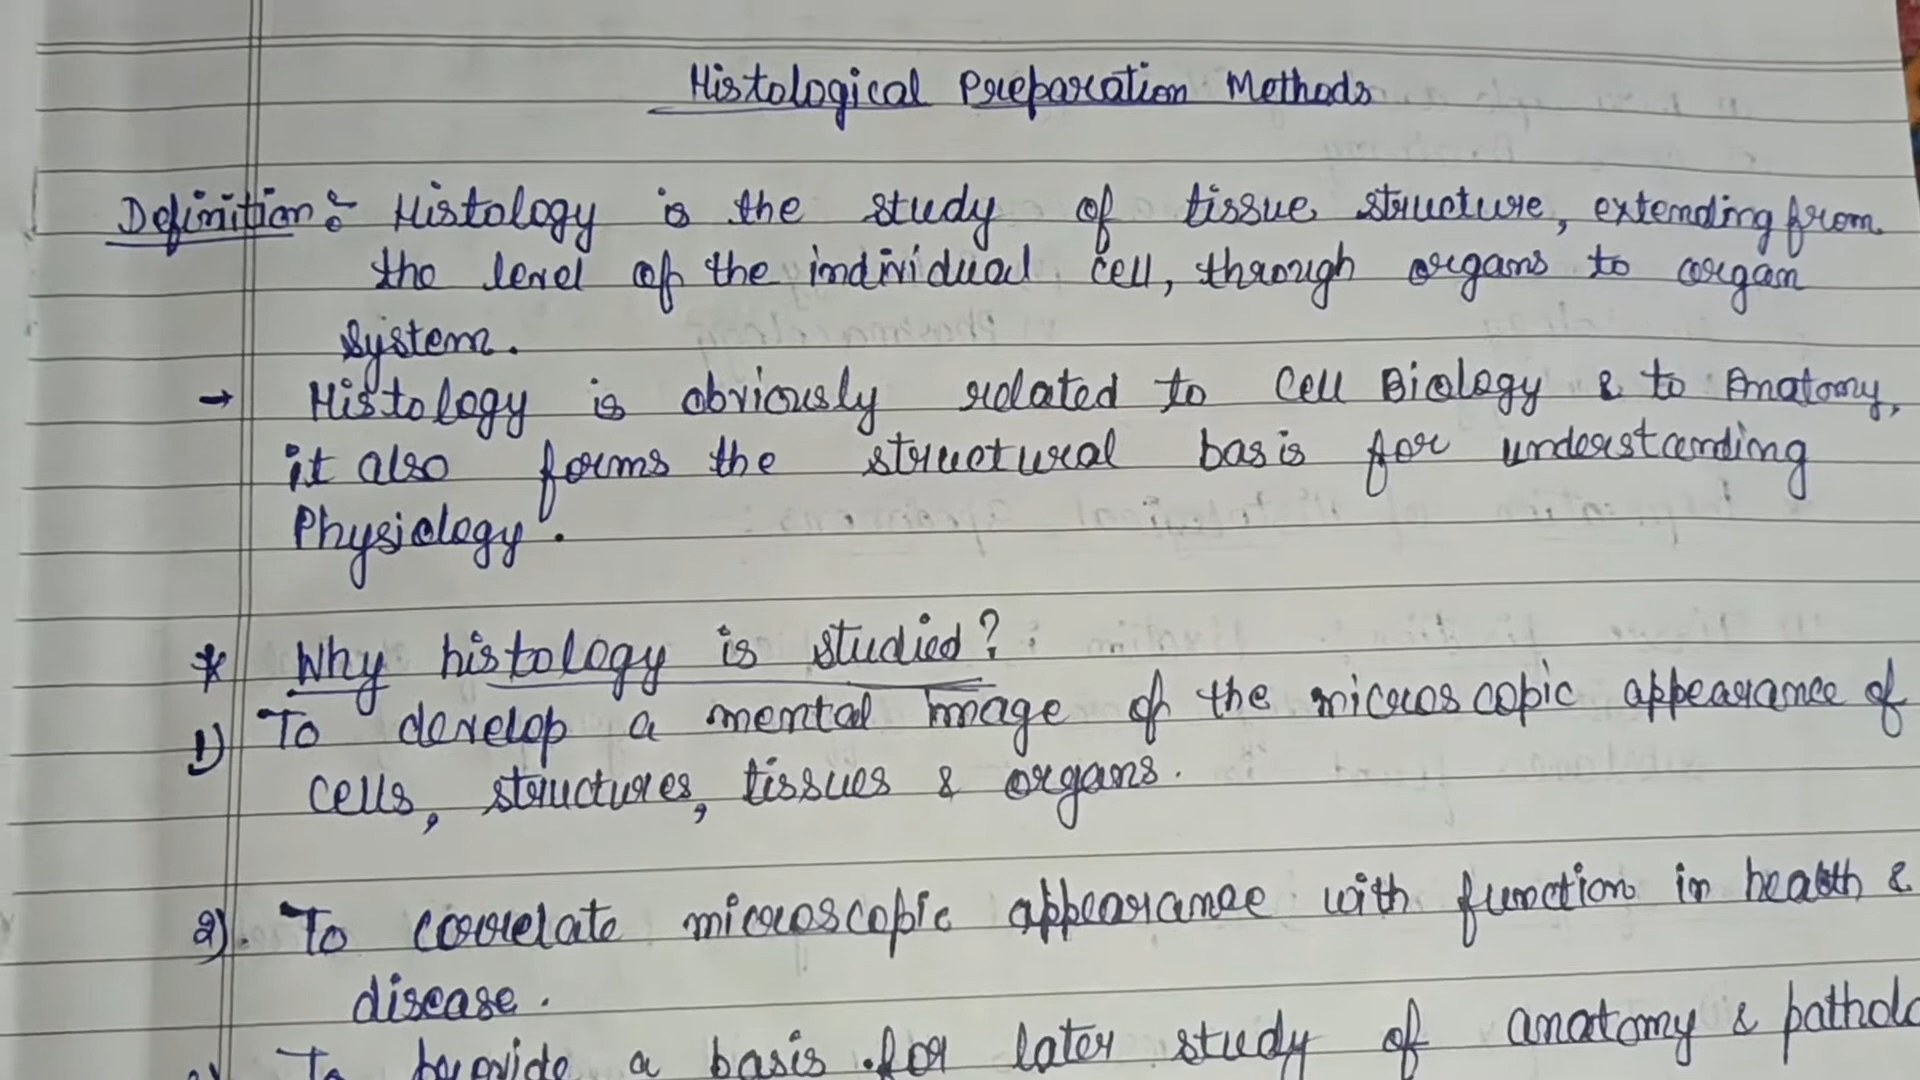 Histological Preparation Methods
Definition :- Histology is the study of tissue structure, extending from
the level of the individual cell, through organs to organ
system.
→ Histology is obviously related to Cell Biology & to Anatomy,
it also forms the structural basis for understanding
Physiology.
* Why histology is studied?
1) To develop a mental image of the microscopic appearance of
cells, structures, tissues & organs.
2). To correlate microscopic appearance with function in health &
disease.
To provide a basis for later study of anatomy & patholo